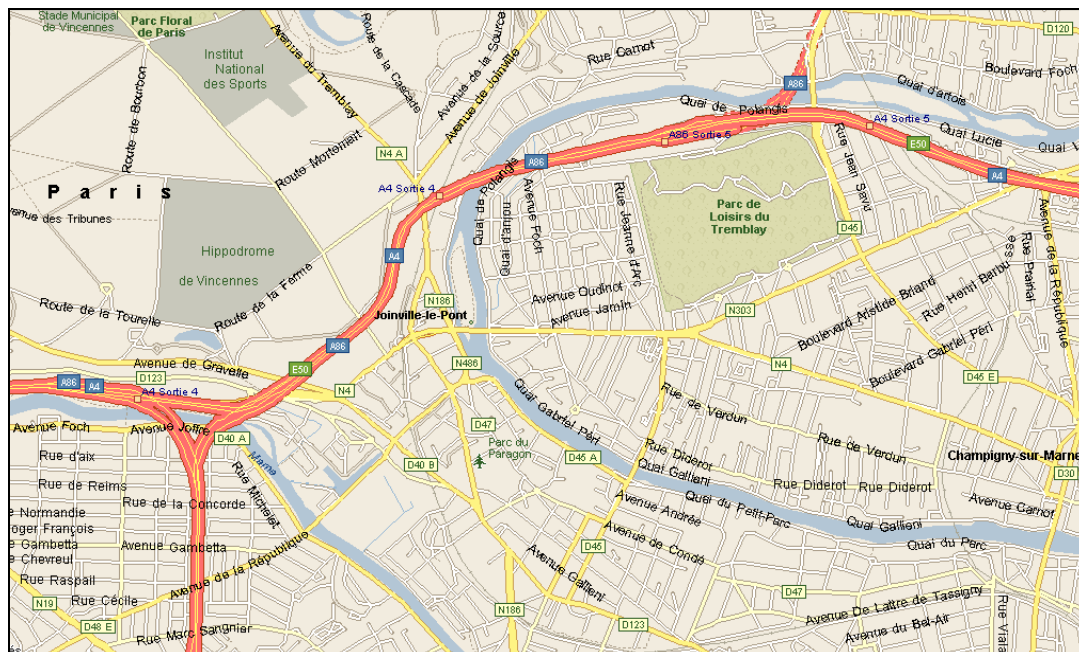 Stade Municipal
de Vincennes
Parc Floral
de Paris
Institut
National
des Sports
Avenue du Tremblay
Route de la Cascade
Avenue de la Source
Avenue de Joinville
Rue Carnot
D120
Boulevard Foch
Quai d'artois
A86
Quai de Polangis
A4 Sortie 5
A86 Sortie 5
Quai Lucie
E50
A4
Route de Bourbon
Route Mortemart
N4 A
A86
A4 Sortie 4
Paris
Avenue des Tribunes
Quai de Polangis
Quai d'anjou
Avenue Foch
Rue Jeanne d'Arc
Parc de
Loisirs du
Tremblay
Rue Jean Savu
D45
Hippodrome
de Vincennes
A4
Route de la Ferme
Route de la Tourelle
N186
Joinville-le-Pont
Avenue Oudinot
Avenue Jamin
N303
Boulevard Aristide Briand
Rue Henri Barbu
Rue Prairial
Avenue de la République
Boulevard Gabriel Péri
A86
E50
Avenue de Gravelle
D123
N4
N486
N4
D45 E
A86
A4
A4 Sortie 4
Avenue Foch
Avenue Joffre
D40 A
Marne
D47
Parc du
Paragon
D40 B
D45 A
Quai Gabriel Péri
Rue de Verdun
Rue de Verdun
Champigny-sur-Marne
D30
Rue d'aix
Rue de Reims
Rue de la Concorde
Rue Michelet
Rue Diderot
Rue Diderot
Rue Diderot
Quai Gallieni
Quai du Petit-Parc
Quai Gallieni
Avenue Carnot
Quai du Parc
Normandie
Roger François
Gambetta
Avenue Gambetta
Chevreul
Rue Raspail
Rue Cécile
N19
D48 E
Rue Marc Sangnier
Avenue de la République
Avenue André
D45
Avenue de Condé
Avenue Gallieni
N186
D123
D47
Avenue De Lattre de Tassigny
Avenue du Bel-Air